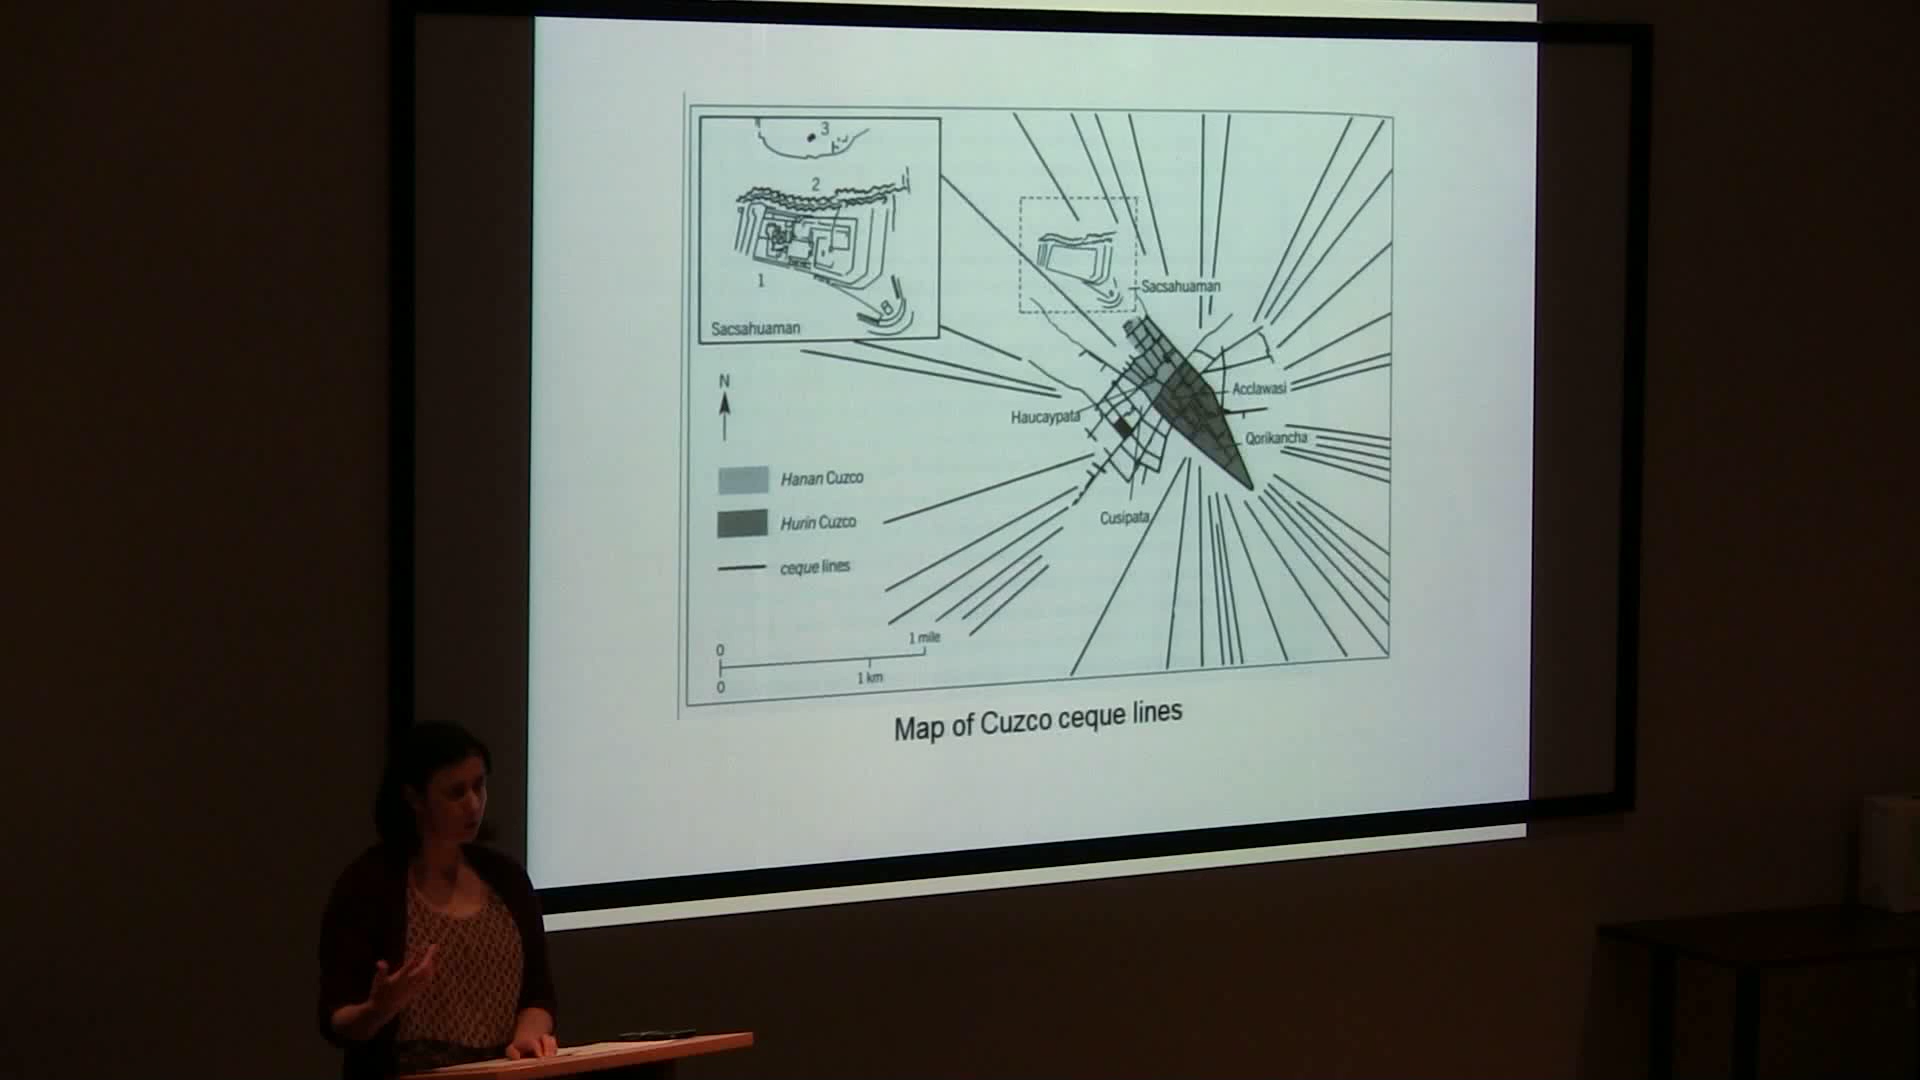 3
2
1
Sacsahuaman
Sacsahuaman
N
Haucaypata
Acclawasi
Qorikancha
Cusipata
Hanan Cuzco
Hurin Cuzco
ceque lines
0
1 mile
0
1 km
Map of Cuzco ceque lines